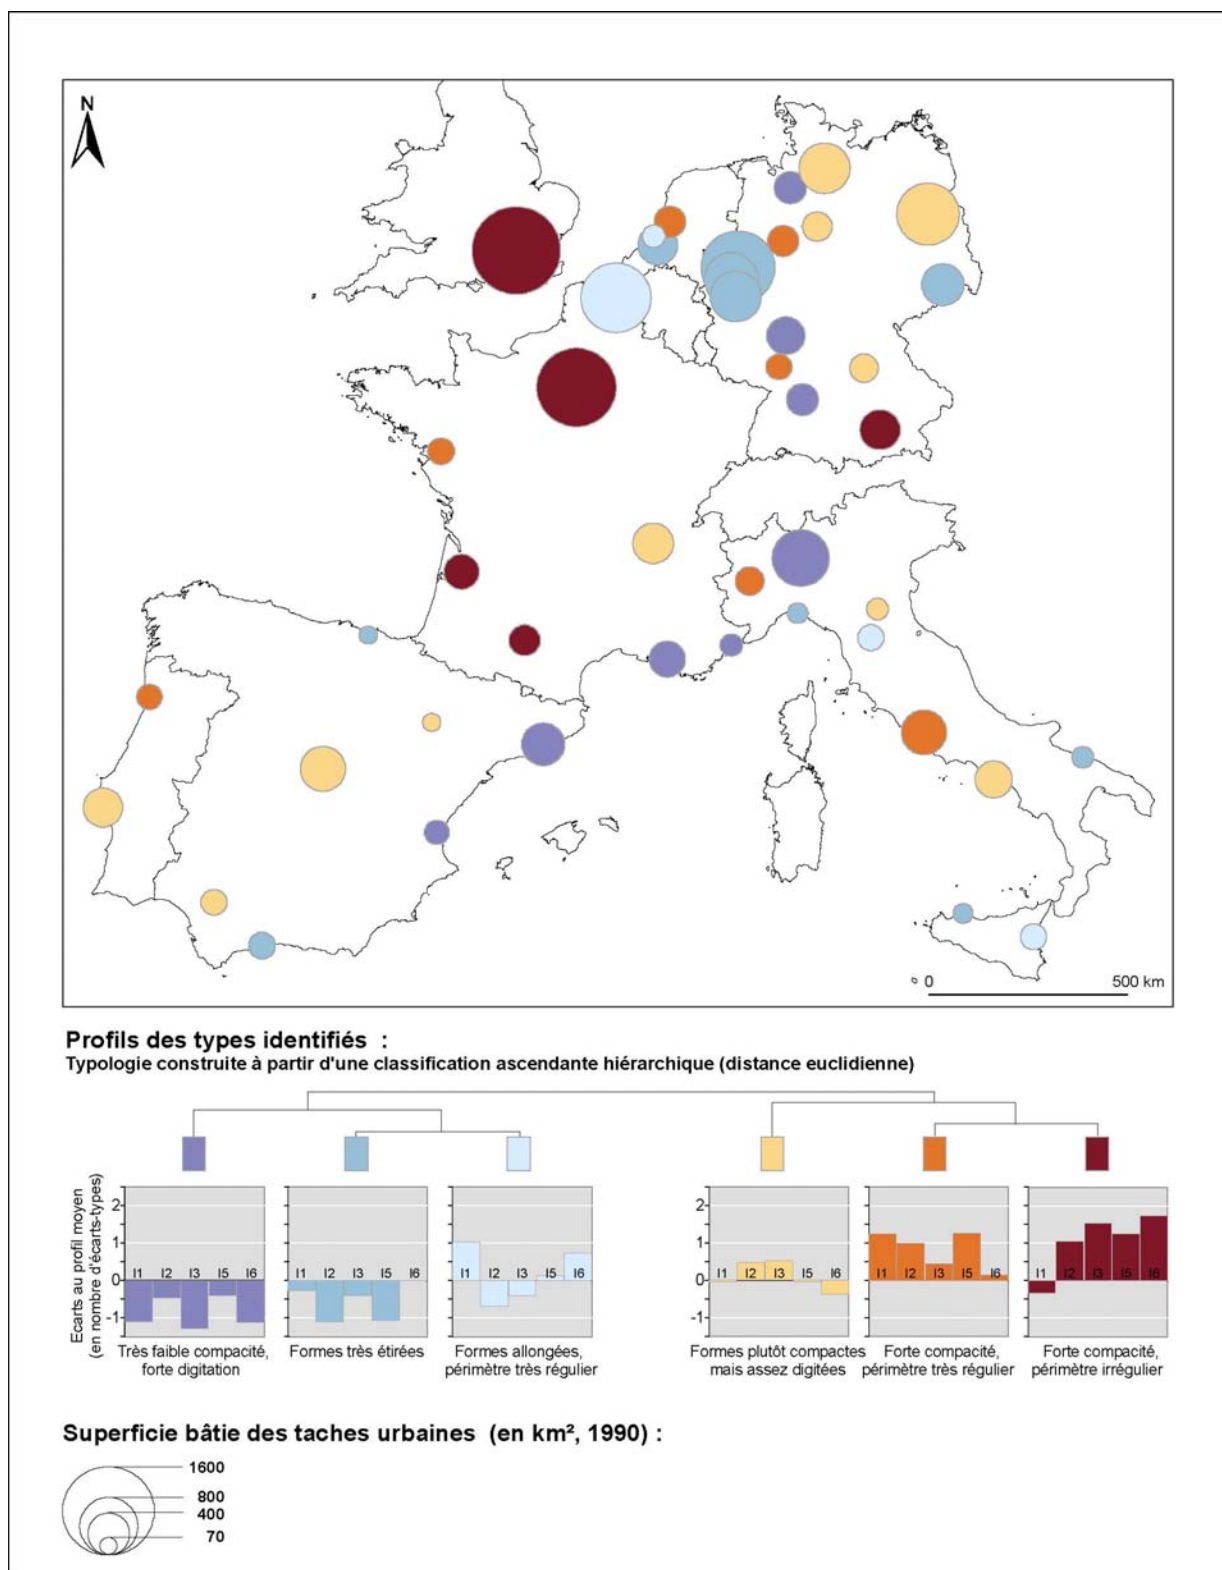 N
0 500 km
Profils des types identifiés :
Typologie construite à partir d'une classification ascendante hiérarchique (distance euclidienne)
Ecarts au profil moyen
(en nombre d'écarts-types)
2
1
0
-1
I1 I2 I3 I5 I6
I1 I2 I3 I5 I6
I1 I2 I3 I5 I6
2
1
0
-1
I1 I2 I3 I5 I6
I1 I2 I3 I5 I6
I1 I2 I3 I5 I6
Très faible compacité,
forte digitation
Formes très étirées
Formes allongées,
périmètre très régulier
Formes plutôt compactes
mais assez digitées
Forte compacité,
périmètre très régulier
Forte compacité,
périmètre irrégulier
Superficie bâtie des taches urbaines (en km², 1990) :
1600
800
400
70